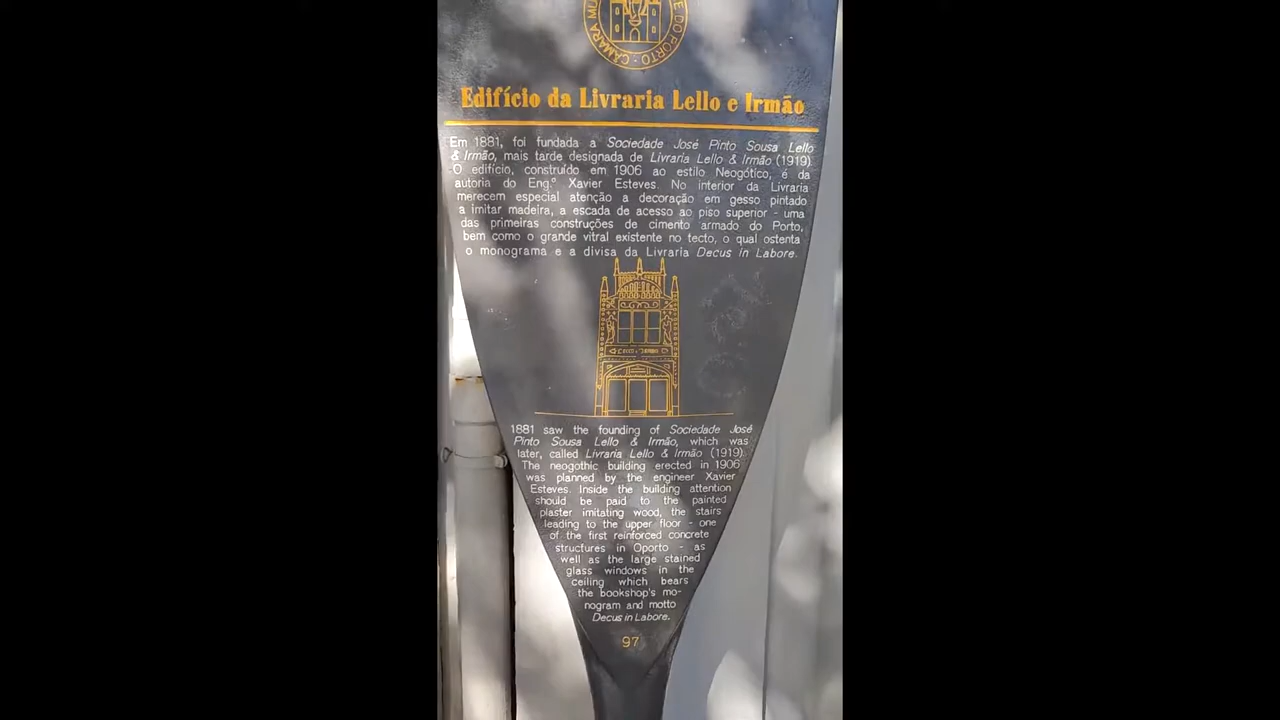 CÂMARA MU
E DO PORTO
Edifício da Livraria Lello e Irmão
Em 1881, foi fundada a Sociedade José Pinto Sousa Lello
& Irmão, mais tarde designada de Livraria Lello & Irmão (1919).
O edifício, construído em 1906 ao estilo Neogótico, é da
autoria do Eng.º Xavier Esteves. No interior da Livraria
merecem especial atenção a decoração em gesso pintado
a imitar madeira, a escada de acesso ao piso superior - uma
das primeiras construções de cimento armado do Porto,
bem como o grande vitral existente no tecto, o qual ostenta
o monograma e a divisa da Livraria Decus in Labore.
1881 saw the founding of Sociedade José
Pinto Sousa Lello & Irmão, which was
later, called Livraria Lello & Irmão (1919).
The neogothic building erected in 1906
was planned by the engineer Xavier
Esteves. Inside the building attention
should be paid to the painted
plaster imitating wood, the stairs
leading to the upper floor - one
of the first reinforced concrete
structures in Oporto - as
well as the large stained
glass windows in the
ceiling which bears
the bookshop's mo-
nogram and motto
Decus in Labore.
97